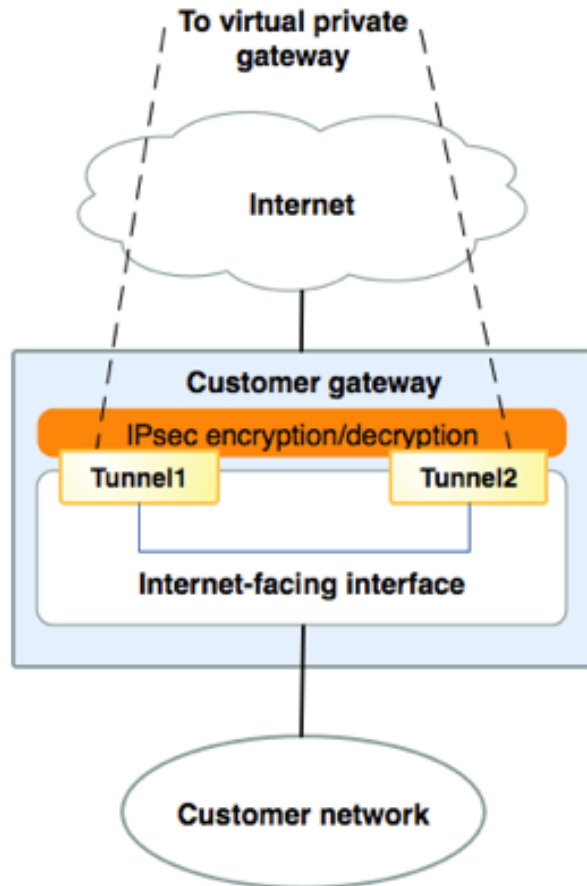 To virtual private
gateway
Internet
Customer gateway
IPsec encryption/decryption
Tunnel1
Tunnel2
Internet-facing interface
Customer network